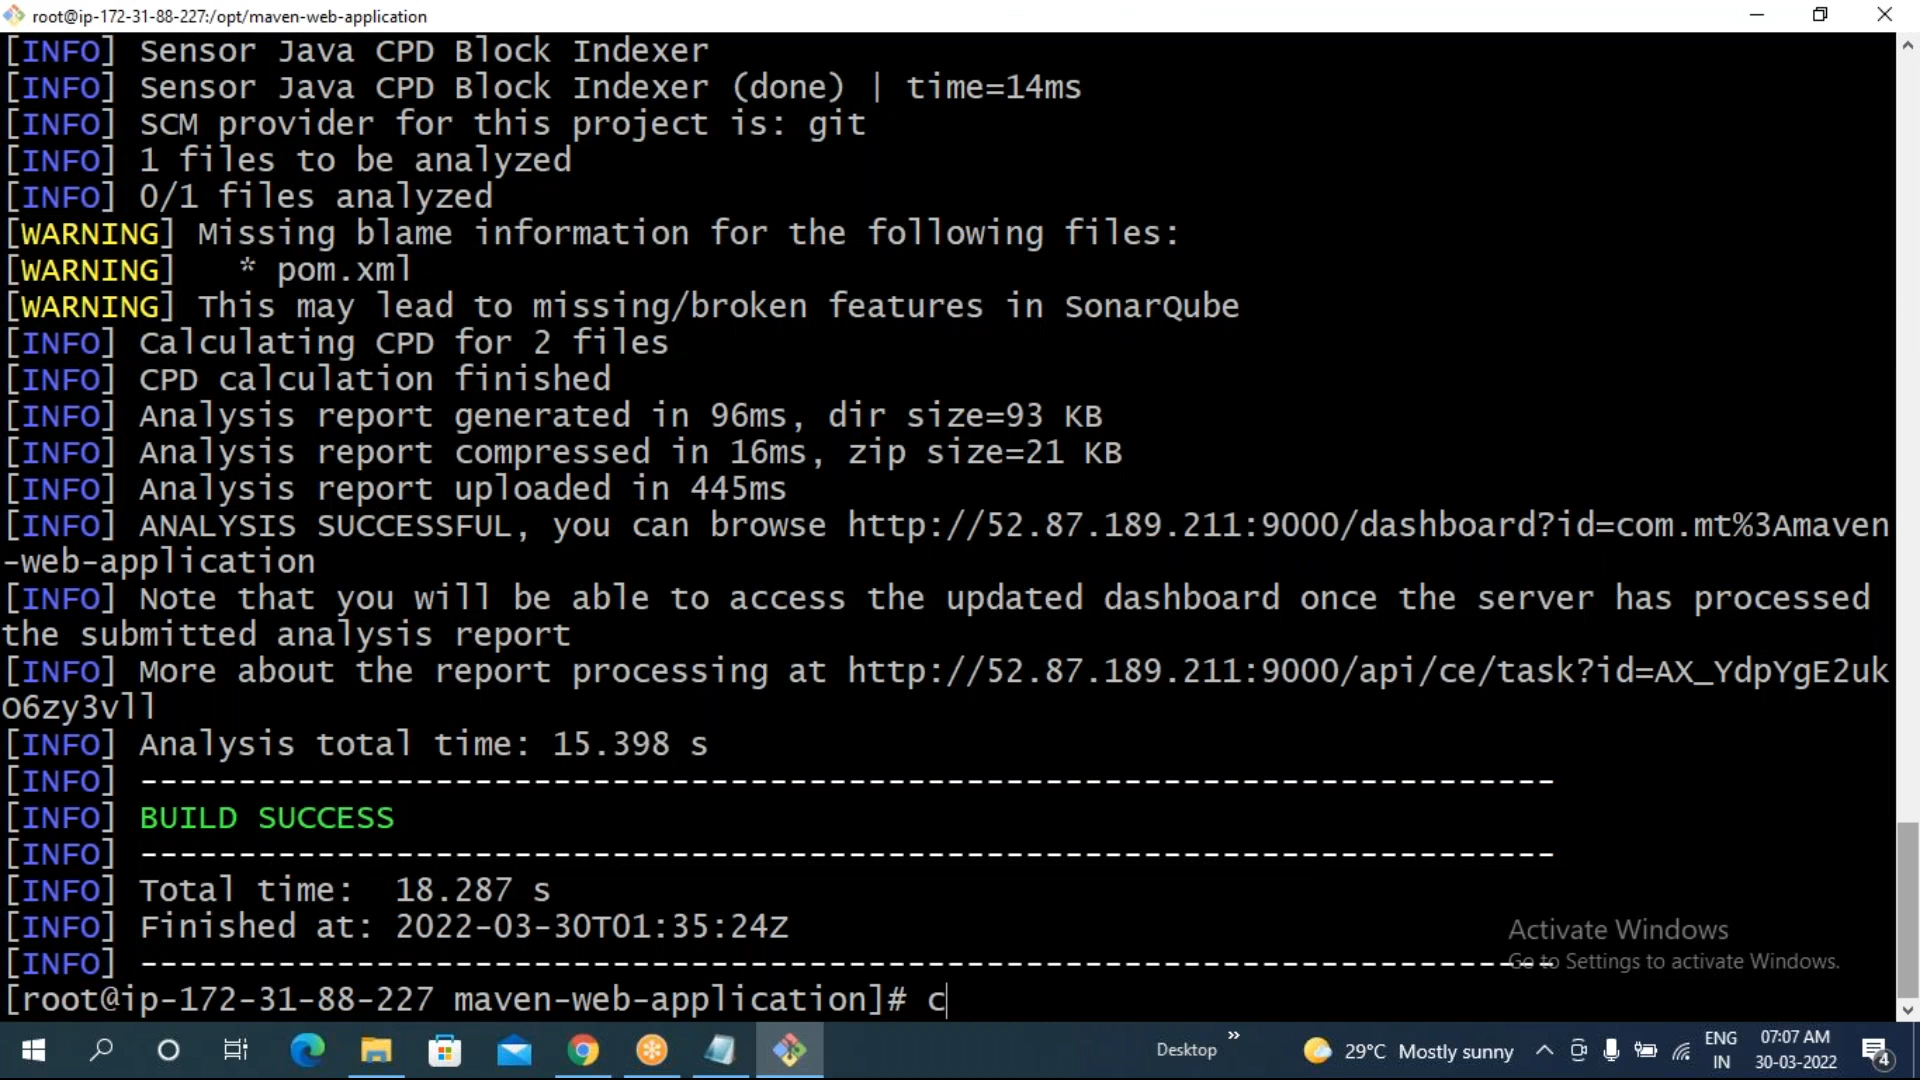 root@ip-172-31-88-227:/opt/maven-web-application
[INFO] Sensor Java CPD Block Indexer
[INFO] Sensor Java CPD Block Indexer (done) | time=14ms
[INFO] SCM provider for this project is: git
[INFO] 1 files to be analyzed
[INFO] 0/1 files analyzed
[WARNING] Missing blame information for the following files:
[WARNING]   * pom.xml
[WARNING] This may lead to missing/broken features in SonarQube
[INFO] Calculating CPD for 2 files
[INFO] CPD calculation finished
[INFO] Analysis report generated in 96ms, dir size=93 KB
[INFO] Analysis report compressed in 16ms, zip size=21 KB
[INFO] Analysis report uploaded in 445ms
[INFO] ANALYSIS SUCCESSFUL, you can browse http://52.87.189.211:9000/dashboard?id=com.mt%3Amaven
-web-application
[INFO] Note that you will be able to access the updated dashboard once the server has processed
the submitted analysis report
[INFO] More about the report processing at http://52.87.189.211:9000/api/ce/task?id=AX_YdpYgE2uk
O6zy3vll
[INFO] Analysis total time: 15.398 s
[INFO] ------------------------------------------------------------------------
[INFO] BUILD SUCCESS
[INFO] ------------------------------------------------------------------------
[INFO] Total time:  18.287 s
[INFO] Finished at: 2022-03-30T01:35:24Z
[INFO] ------------------------------------------------------------------------
Activate Windows
Go to Settings to activate Windows.
[root@ip-172-31-88-227 maven-web-application]# c
Desktop
29°C Mostly sunny
ENG
IN
07:07 AM
30-03-2022
4